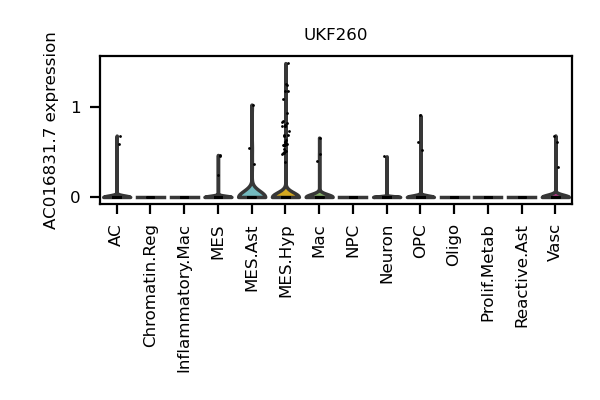 UKF260
AC016831.7 expression
1
0
AC
Chromatin.Reg
Inflammatory.Mac
MES
MES.Ast
MES.Hyp
Mac
NPC
Neuron
OPC
Oligo
Prolif.Metab
Reactive.Ast
Vasc